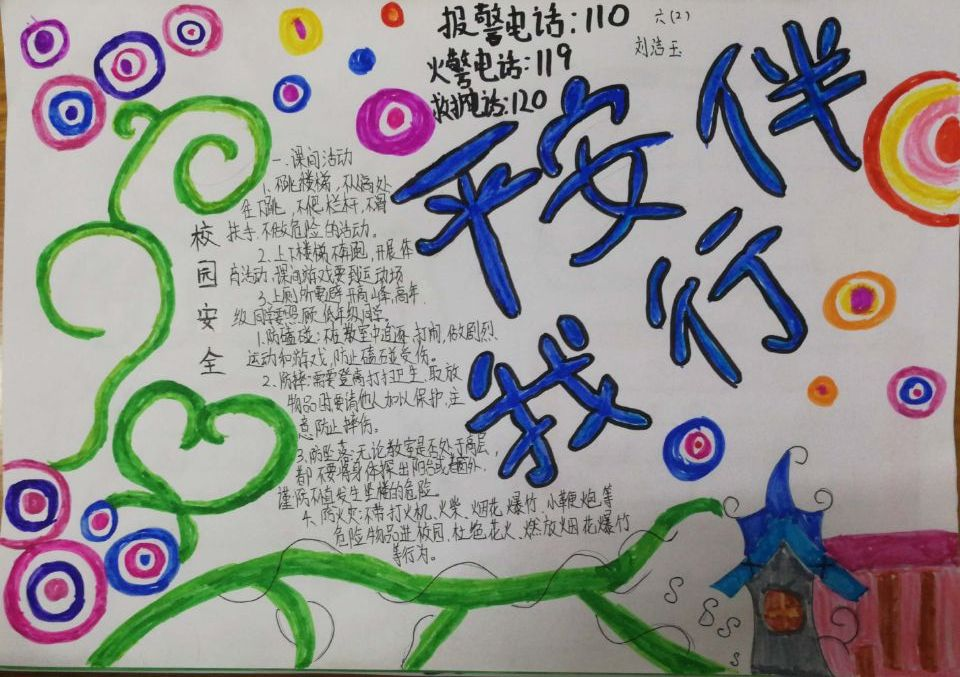 报警电话:110
火警电话:119
救护电话:120
六(2)
刘浩玉
平安伴
我行
校园安全
一.课间活动
1.不跳楼梯,不从高处
往下跳,不爬栏杆,不滑
扶手.不做危险的活动。
2.上下楼梯不奔跑,开展体
育活动.课间游戏要到运动场
3.上厕所要避开高峰,高年
级同学要照顾低年级同学。
1.防磕碰:不在教室中追逐.打闹,做剧烈
运动和游戏,防止磕碰受伤。
2.防摔:需要登高打扫卫生.取放
物品时要请他人加以保护,注
意防止摔伤。
3.防坠落:无论教室是否处于高层,
都不要将身体探出阳台或者窗外.
谨防不慎发生坠楼的危险
4.防火灾:不带打火机、火柴、烟花爆竹、小鞭炮等
危险物品进校园.杜绝花火、燃放烟花爆竹
等行为。